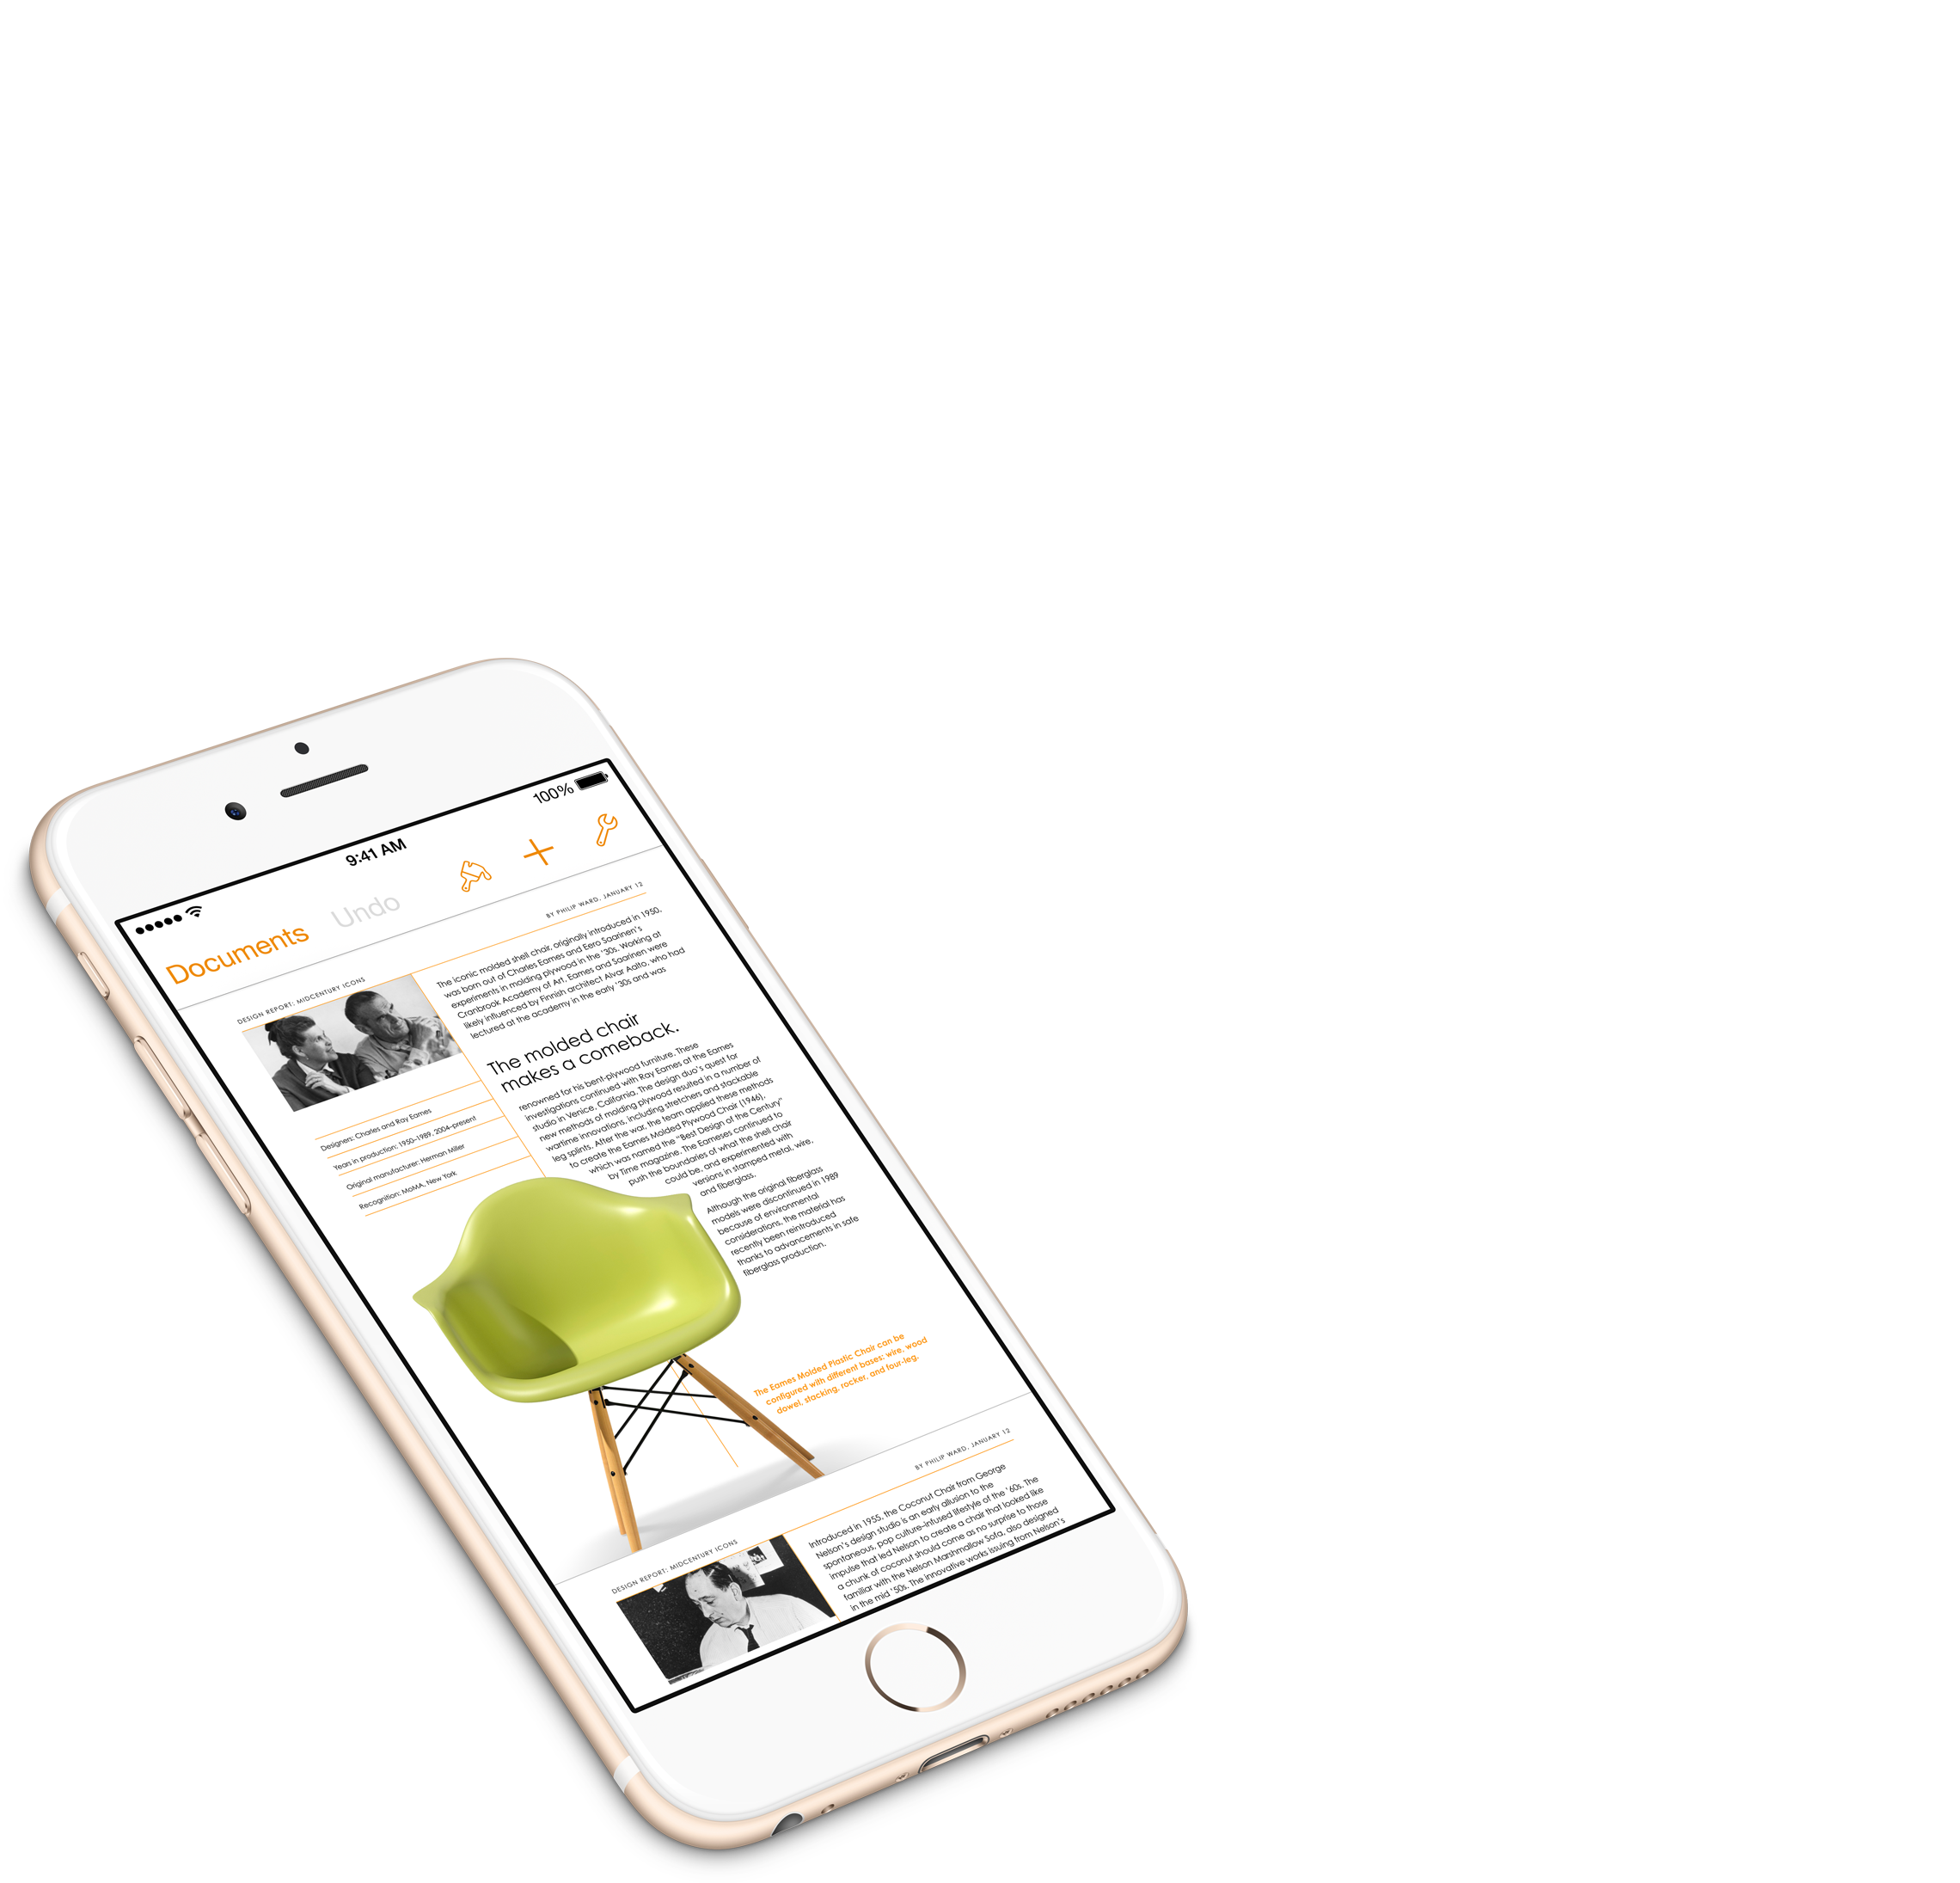 9:41 AM
100%
Documents
Undo
DESIGN REPORT: MIDCENTURY ICONS
BY PHILIP WARD, JANUARY 12
Designers: Charles and Ray Eames
Years in production: 1950–1989, 2004–present
Original manufacturer: Herman Miller
Recognition: MoMA, New York
The iconic molded shell chair, originally introduced in 1950,
was born out of Charles Eames and Eero Saarinen's
experiments in molding plywood in the '30s. Working at
Cranbrook Academy of Art, Eames and Saarinen were
likely influenced by Finnish architect Alvar Aalto, who had
lectured at the academy in the early '30s and was
The molded chair
makes a comeback.
renowned for his bent-plywood furniture. These
investigations continued with Ray Eames at the Eames
studio in Venice, California. The design duo's quest for
new methods of molding plywood resulted in a number of
wartime innovations, including stretchers and stackable
leg splints. After the war, the team applied these methods
to create the Eames Molded Plywood Chair (1946),
which was named the "Best Design of the Century"
by Time magazine. The Eameses continued to
push the boundaries of what the shell chair
could be, and experimented with
versions in stamped metal, wire,
and fiberglass.
Although the original fiberglass
models were discontinued in 1989
because of environmental
considerations, the material has
recently been reintroduced
thanks to advancements in safe
fiberglass production.
The Eames Molded Plastic Chair can be
configured with different bases: wire, wood
dowel, stacking, rocker, and four-leg.
DESIGN REPORT: MIDCENTURY ICONS
BY PHILIP WARD, JANUARY 12
Introduced in 1955, the Coconut Chair from George
Nelson's design studio is an early allusion to the
spontaneous, pop culture–infused lifestyle of the '60s. The
impulse that led Nelson to create a chair that looked like
a chunk of coconut should come as no surprise to those
familiar with the Nelson Marshmallow Sofa, also designed
in the mid '50s. The innovative works issuing from Nelson's